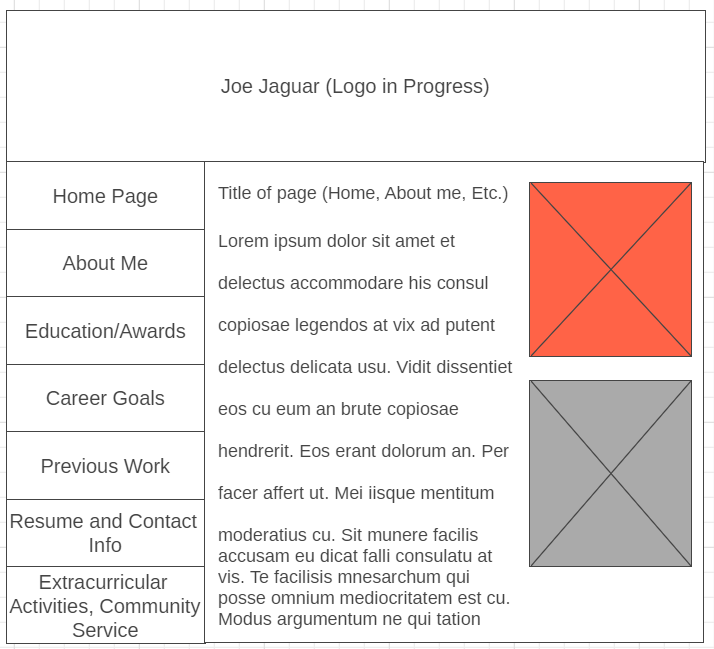 Joe Jaguar (Logo in Progress)
Home Page
About Me
Education/Awards
Career Goals
Previous Work
Resume and Contact
Info
Extracurricular
Activities, Community
Service
Title of page (Home, About me, Etc.)
Lorem ipsum dolor sit amet et
delectus accommodare his consul
copiosae legendos at vix ad putent
delectus delicata usu. Vidit dissentiet
eos cu eum an brute copiosae
hendrerit. Eos erant dolorum an. Per
facer affert ut. Mei iisque mentitum
moderatius cu. Sit munere facilis
accusam eu dicat falli consulatu at
vis. Te facilisis mnesarchum qui
posse omnium mediocritatem est cu.
Modus argumentum ne qui tation